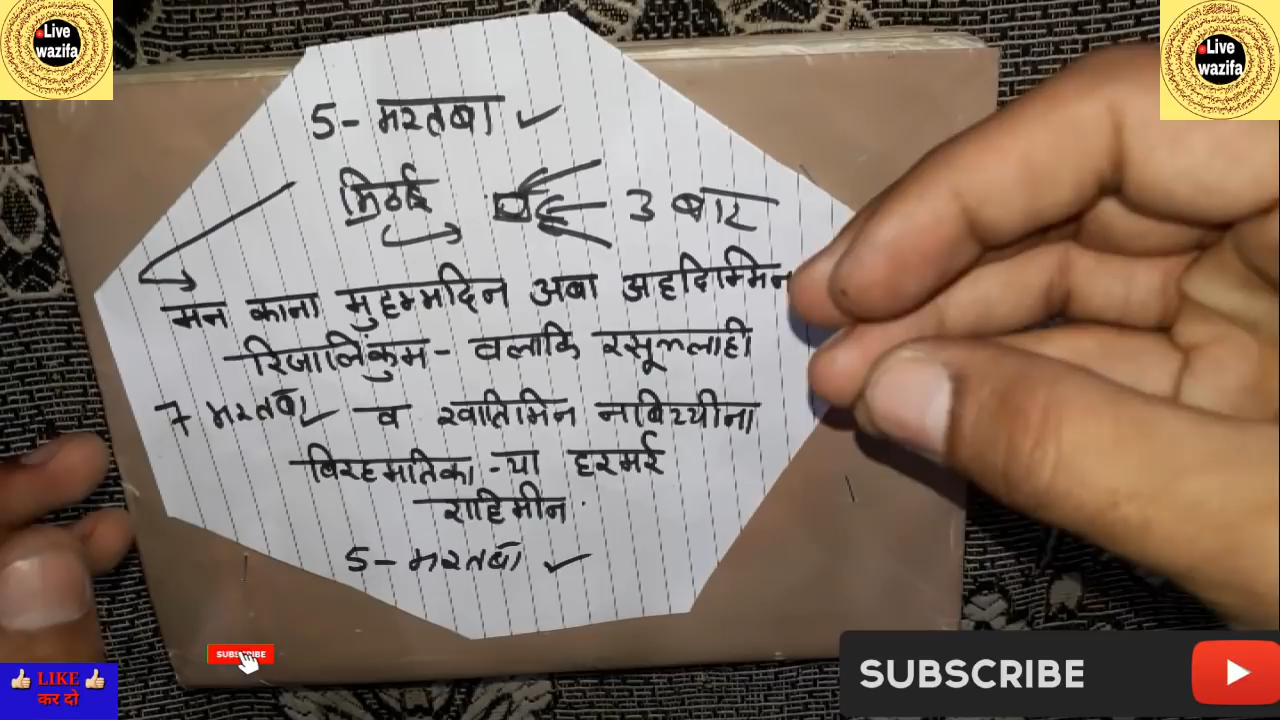 Live
wazifa
Live
wazifa
5- मरतबा ✓
मिठाई 3 बार
मन काना मुहम्मदिन अबा अहदिम्मिन
रिजालिकुम- वलाकि रसूललाही
7 मरतबा ✓ व खातिमिन नबिय्यीना
बिरहमातिका -या हरमर्र
राहिमीन
5- मरतबा ✓
SUBSCRIBE
SUBSCRIBE
👍 LIKE 👍
कर दो